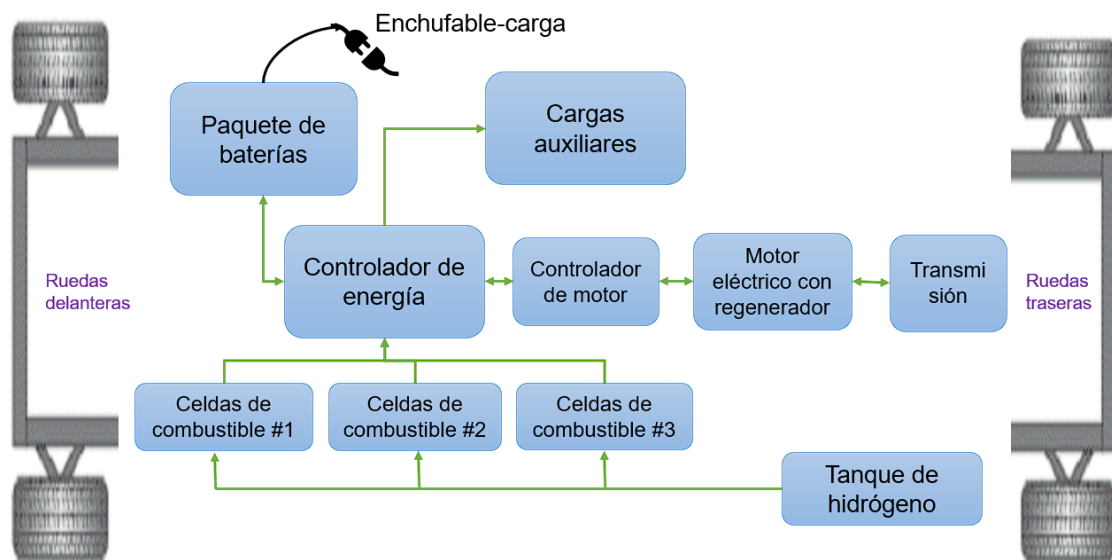 Enchufable-carga
Paquete de
baterías
Cargas
auxiliares
Ruedas
delanteras
Controlador de
energía
Controlador
de motor
Motor
eléctrico con
regenerador
Transmi
sión
Ruedas
traseras
Celdas de
combustible #1
Celdas de
combustible #2
Celdas de
combustible #3
Tanque de
hidrógeno